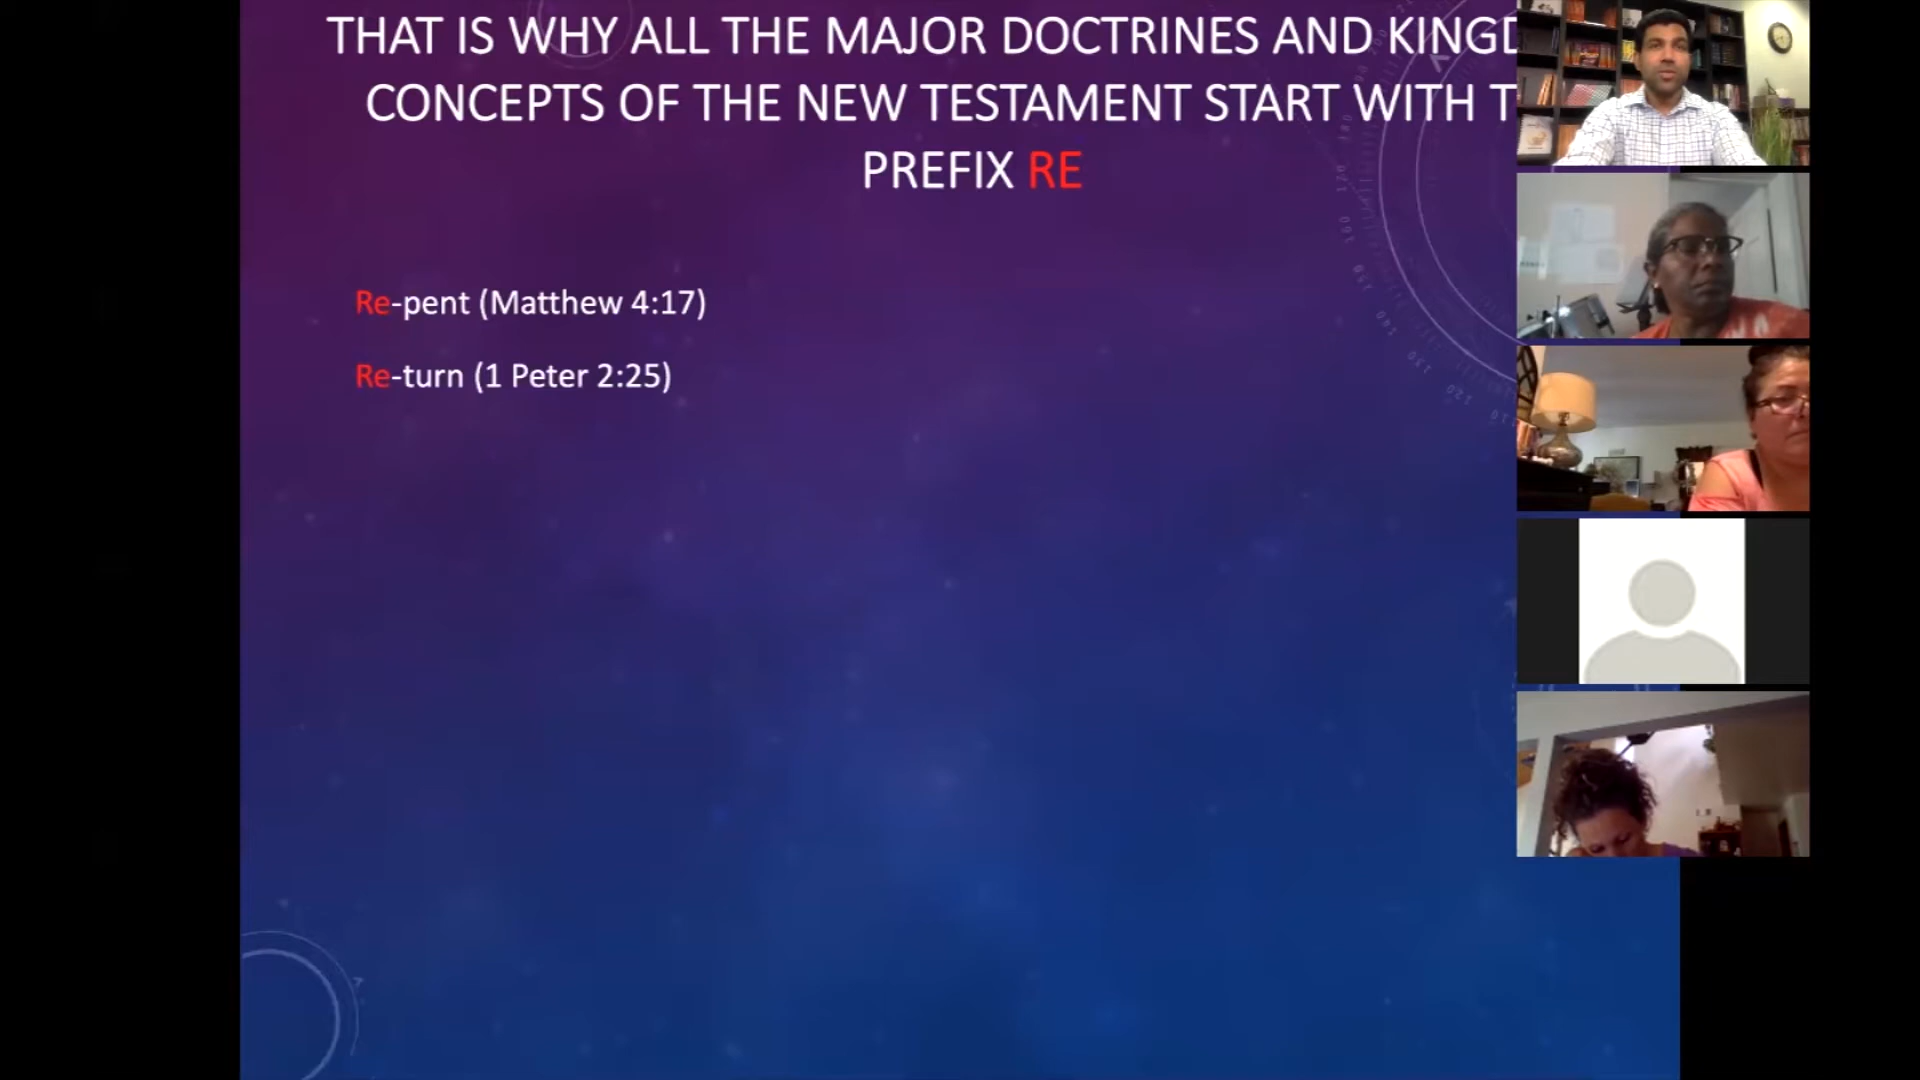 THAT IS WHY ALL THE MAJOR DOCTRINES AND
CONCEPTS OF THE NEW TESTAMENT START WITH
PREFIX RE
Re-pent (Matthew 4:17)
Re-turn (1 Peter 2:25)